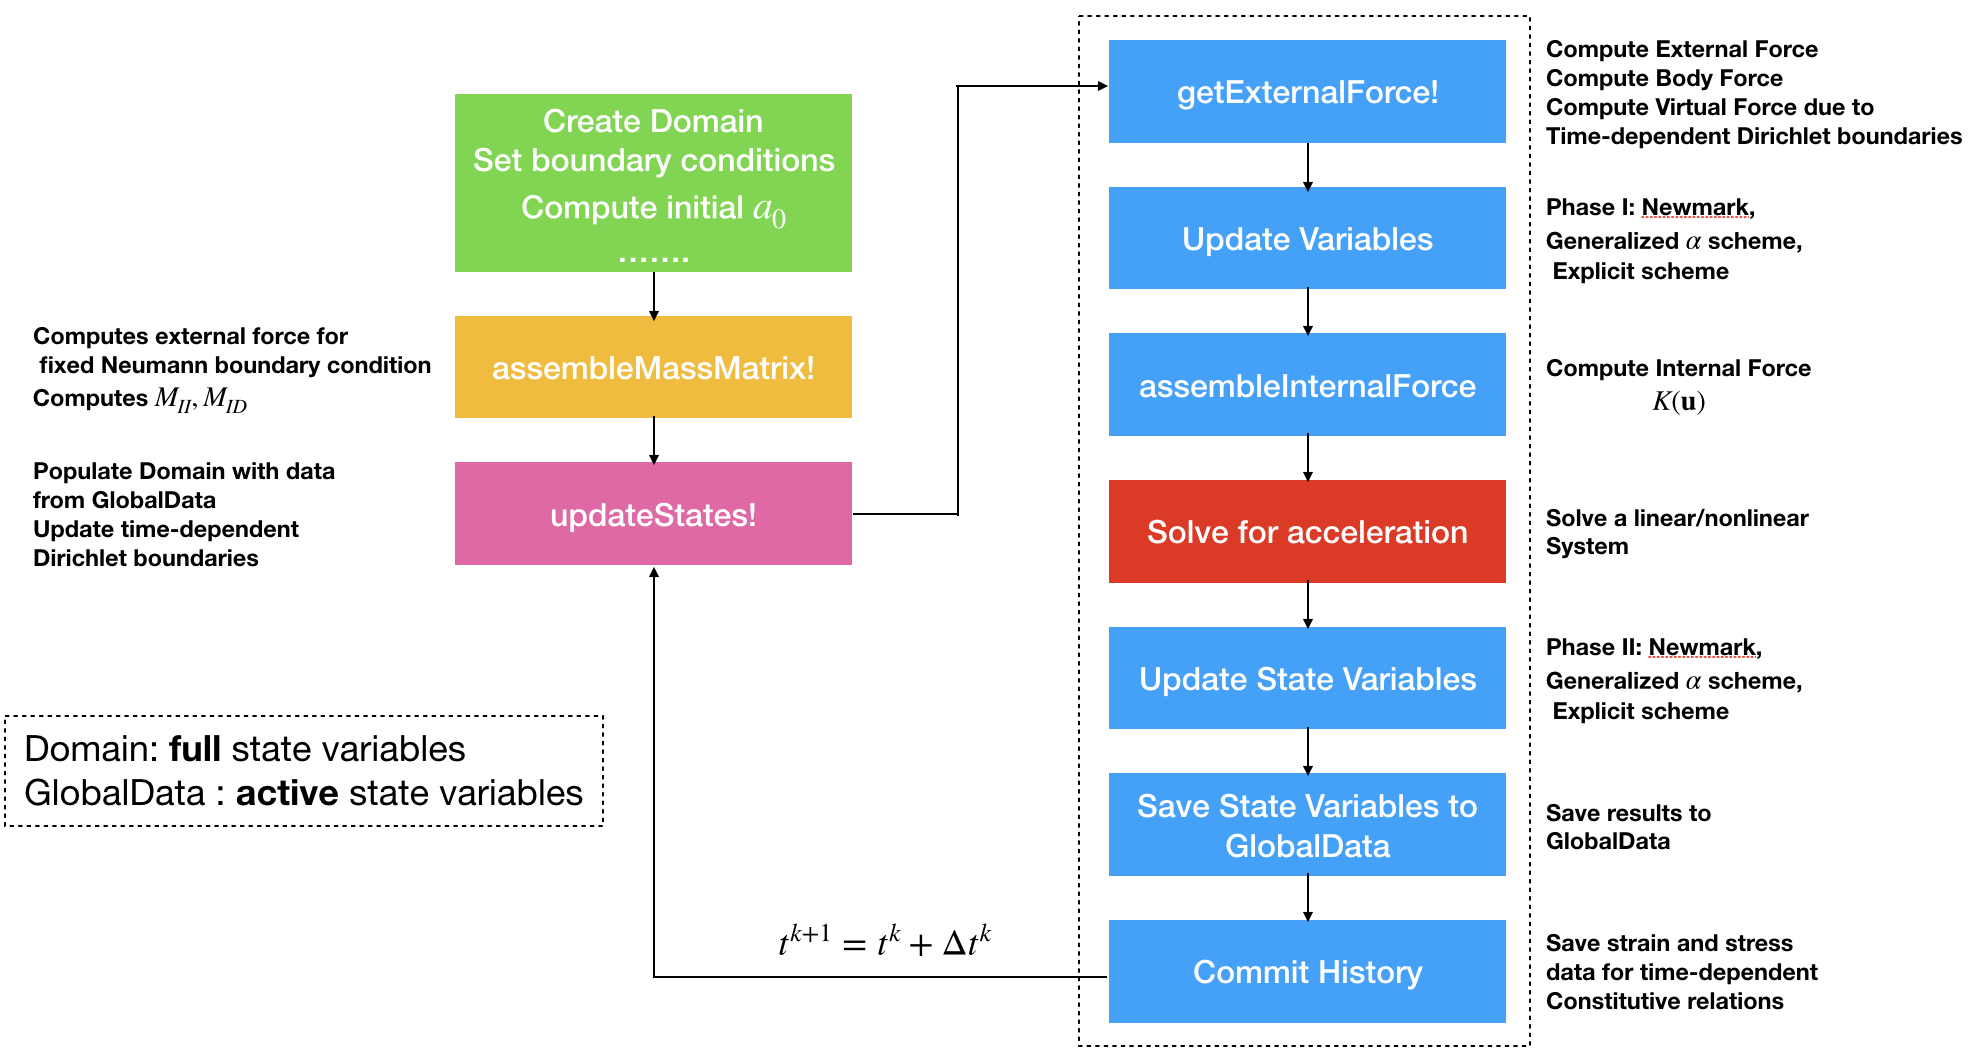 Create Domain
Set boundary conditions
Compute initial a₀
.......
Computes external force for
fixed Neumann boundary condition
Computes M_{II}, M_{ID}
assembleMassMatrix!
Populate Domain with data
from GlobalData
Update time-dependent
Dirichlet boundaries
updateStates!
Domain: full state variables
GlobalData : active state variables
t^{k+1} = t^k + Δt^k
getExternalForce!
Compute External Force
Compute Body Force
Compute Virtual Force due to
Time-dependent Dirichlet boundaries
Update Variables
Phase I: Newmark,
Generalized α scheme,
Explicit scheme
assembleInternalForce
Compute Internal Force
K(u)
Solve for acceleration
Solve a linear/nonlinear
System
Update State Variables
Phase II: Newmark,
Generalized α scheme,
Explicit scheme
Save State Variables to
GlobalData
Save results to
GlobalData
Commit History
Save strain and stress
data for time-dependent
Constitutive relations